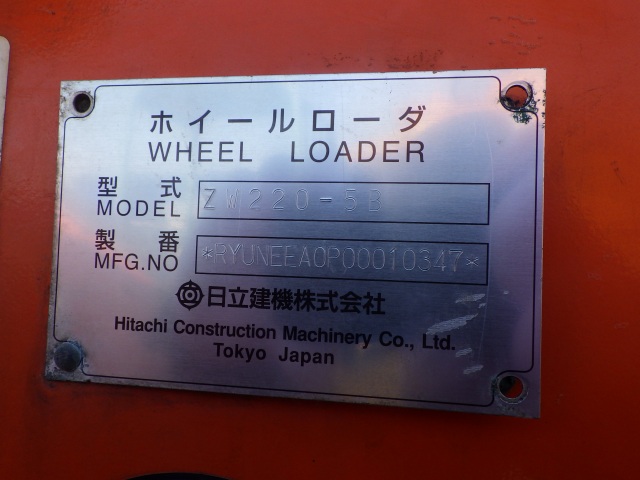 ホイールローダ
WHEEL LOADER
型式
MODEL ZW220-5B
製番
MFG.NO *RYUNEEA0P00010347*
日立建機株式会社
Hitachi Construction Machinery Co., Ltd.
Tokyo Japan